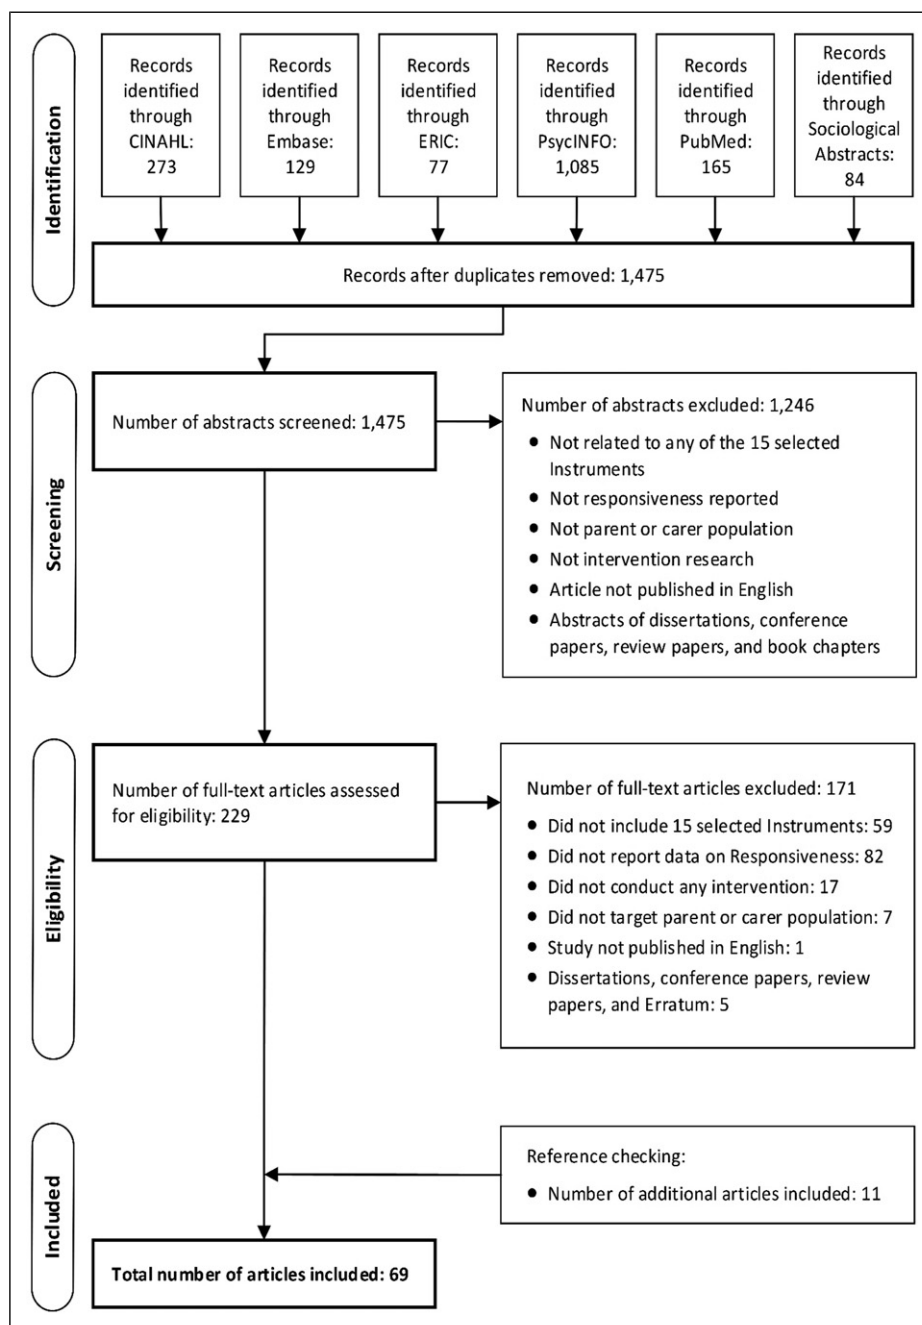 Identification
Records
identified
through
CINAHL:
273
Records
identified
through
Embase:
129
Records
identified
through
ERIC:
77
Records
identified
through
PsycINFO:
1,085
Records
identified
through
PubMed:
165
Records
identified
through
Sociological
Abstracts:
84
Records after duplicates removed: 1,475
Screening
Number of abstracts screened: 1,475
Number of abstracts excluded: 1,246
• Not related to any of the 15 selected
Instruments
• Not responsiveness reported
• Not parent or carer population
• Not intervention research
• Article not published in English
• Abstracts of dissertations, conference
papers, review papers, and book chapters
Eligibility
Number of full-text articles assessed
for eligibility: 229
Number of full-text articles excluded: 171
• Did not include 15 selected Instruments: 59
• Did not report data on Responsiveness: 82
• Did not conduct any intervention: 17
• Did not target parent or carer population: 7
• Study not published in English: 1
• Dissertations, conference papers, review
papers, and Erratum: 5
Included
Reference checking:
• Number of additional articles included: 11
Total number of articles included: 69